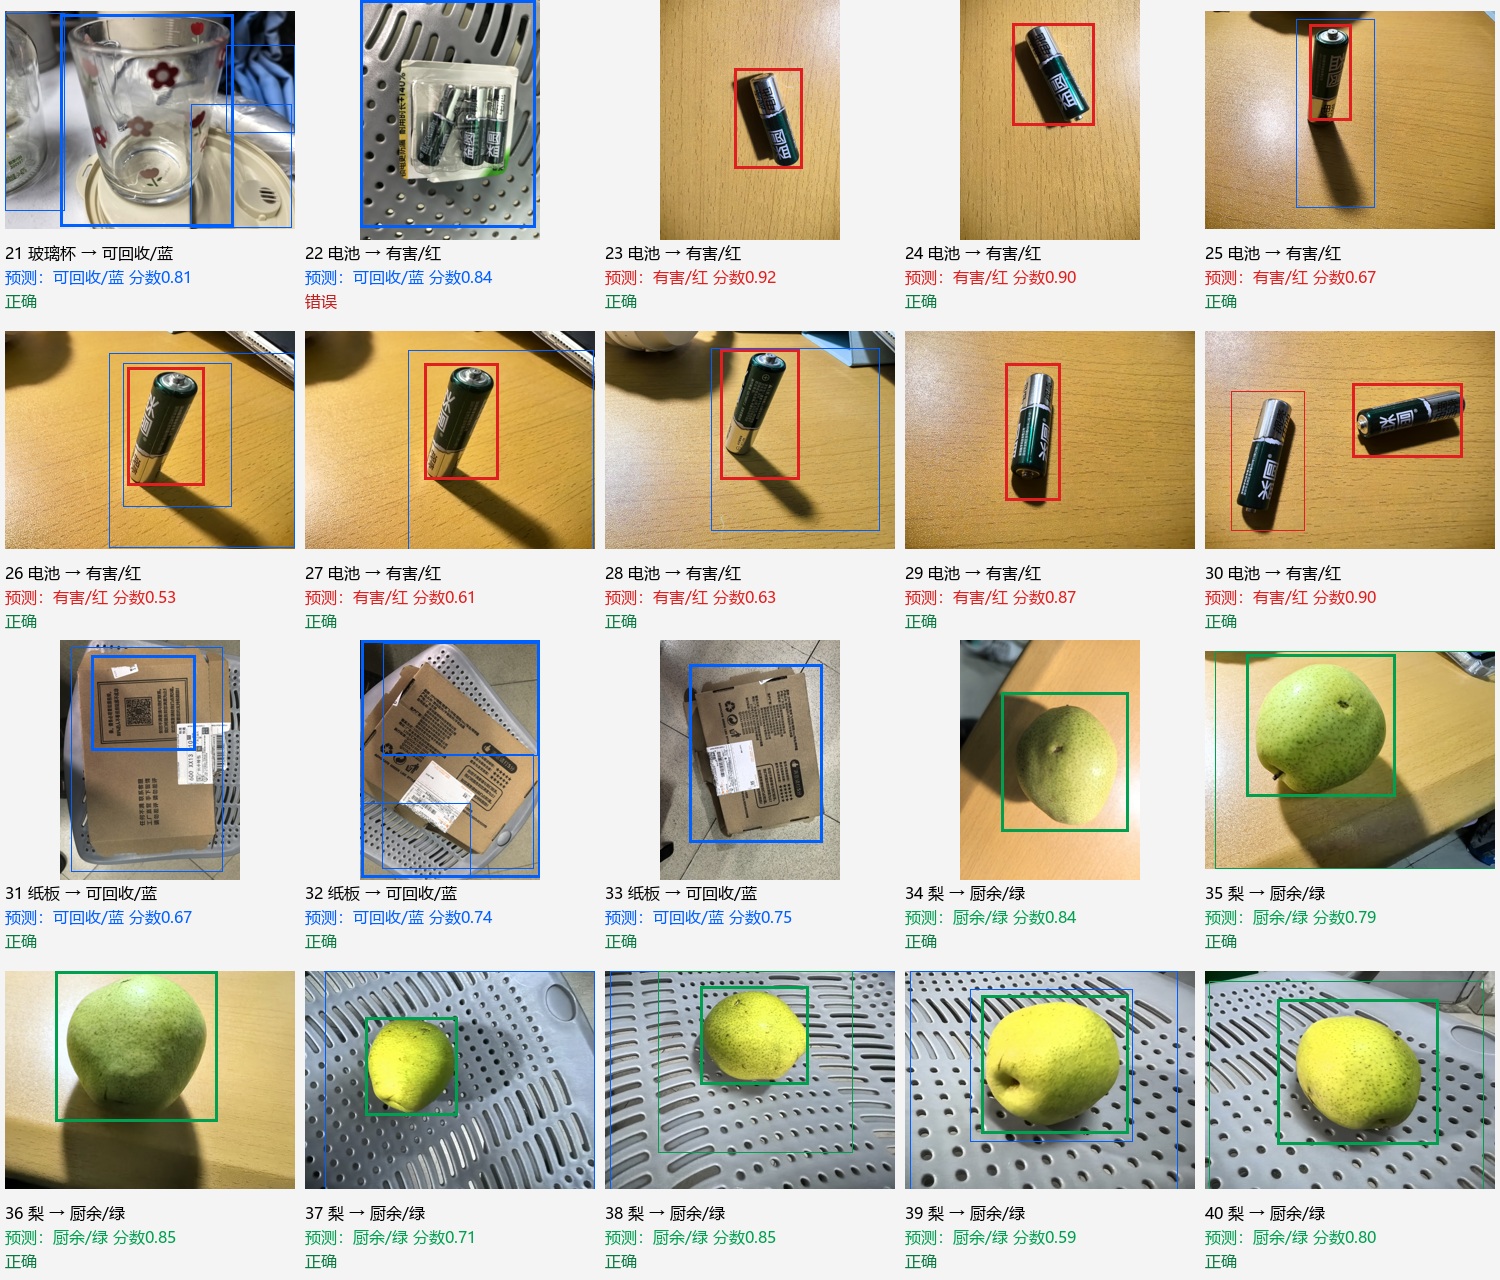 21 玻璃杯 → 可回收/蓝
预测：可回收/蓝 分数0.81
正确
22 电池 → 有害/红
预测：可回收/蓝 分数0.84
错误
23 电池 → 有害/红
预测：有害/红 分数0.92
正确
24 电池 → 有害/红
预测：有害/红 分数0.90
正确
25 电池 → 有害/红
预测：有害/红 分数0.67
正确
26 电池 → 有害/红
预测：有害/红 分数0.53
正确
27 电池 → 有害/红
预测：有害/红 分数0.61
正确
28 电池 → 有害/红
预测：有害/红 分数0.63
正确
29 电池 → 有害/红
预测：有害/红 分数0.87
正确
30 电池 → 有害/红
预测：有害/红 分数0.90
正确
31 纸板 → 可回收/蓝
预测：可回收/蓝 分数0.67
正确
32 纸板 → 可回收/蓝
预测：可回收/蓝 分数0.74
正确
33 纸板 → 可回收/蓝
预测：可回收/蓝 分数0.75
正确
34 梨 → 厨余/绿
预测：厨余/绿 分数0.84
正确
35 梨 → 厨余/绿
预测：厨余/绿 分数0.79
正确
36 梨 → 厨余/绿
预测：厨余/绿 分数0.85
正确
37 梨 → 厨余/绿
预测：厨余/绿 分数0.71
正确
38 梨 → 厨余/绿
预测：厨余/绿 分数0.85
正确
39 梨 → 厨余/绿
预测：厨余/绿 分数0.59
正确
40 梨 → 厨余/绿
预测：厨余/绿 分数0.80
正确